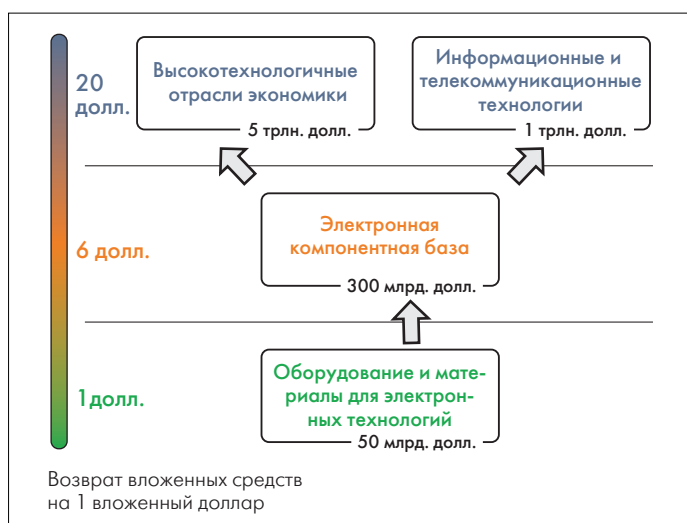 20
долл.
Высокотехнологичные
отрасли экономики
5 трлн. долл.
Информационные и
телекоммуникационные
технологии
1 трлн. долл.
6 долл.
Электронная
компонентная база
300 млрд. долл.
1долл.
Оборудование и мате-
риалы для электрон-
ных технологий
50 млрд. долл.
Возврат вложенных средств
на 1 вложенный доллар